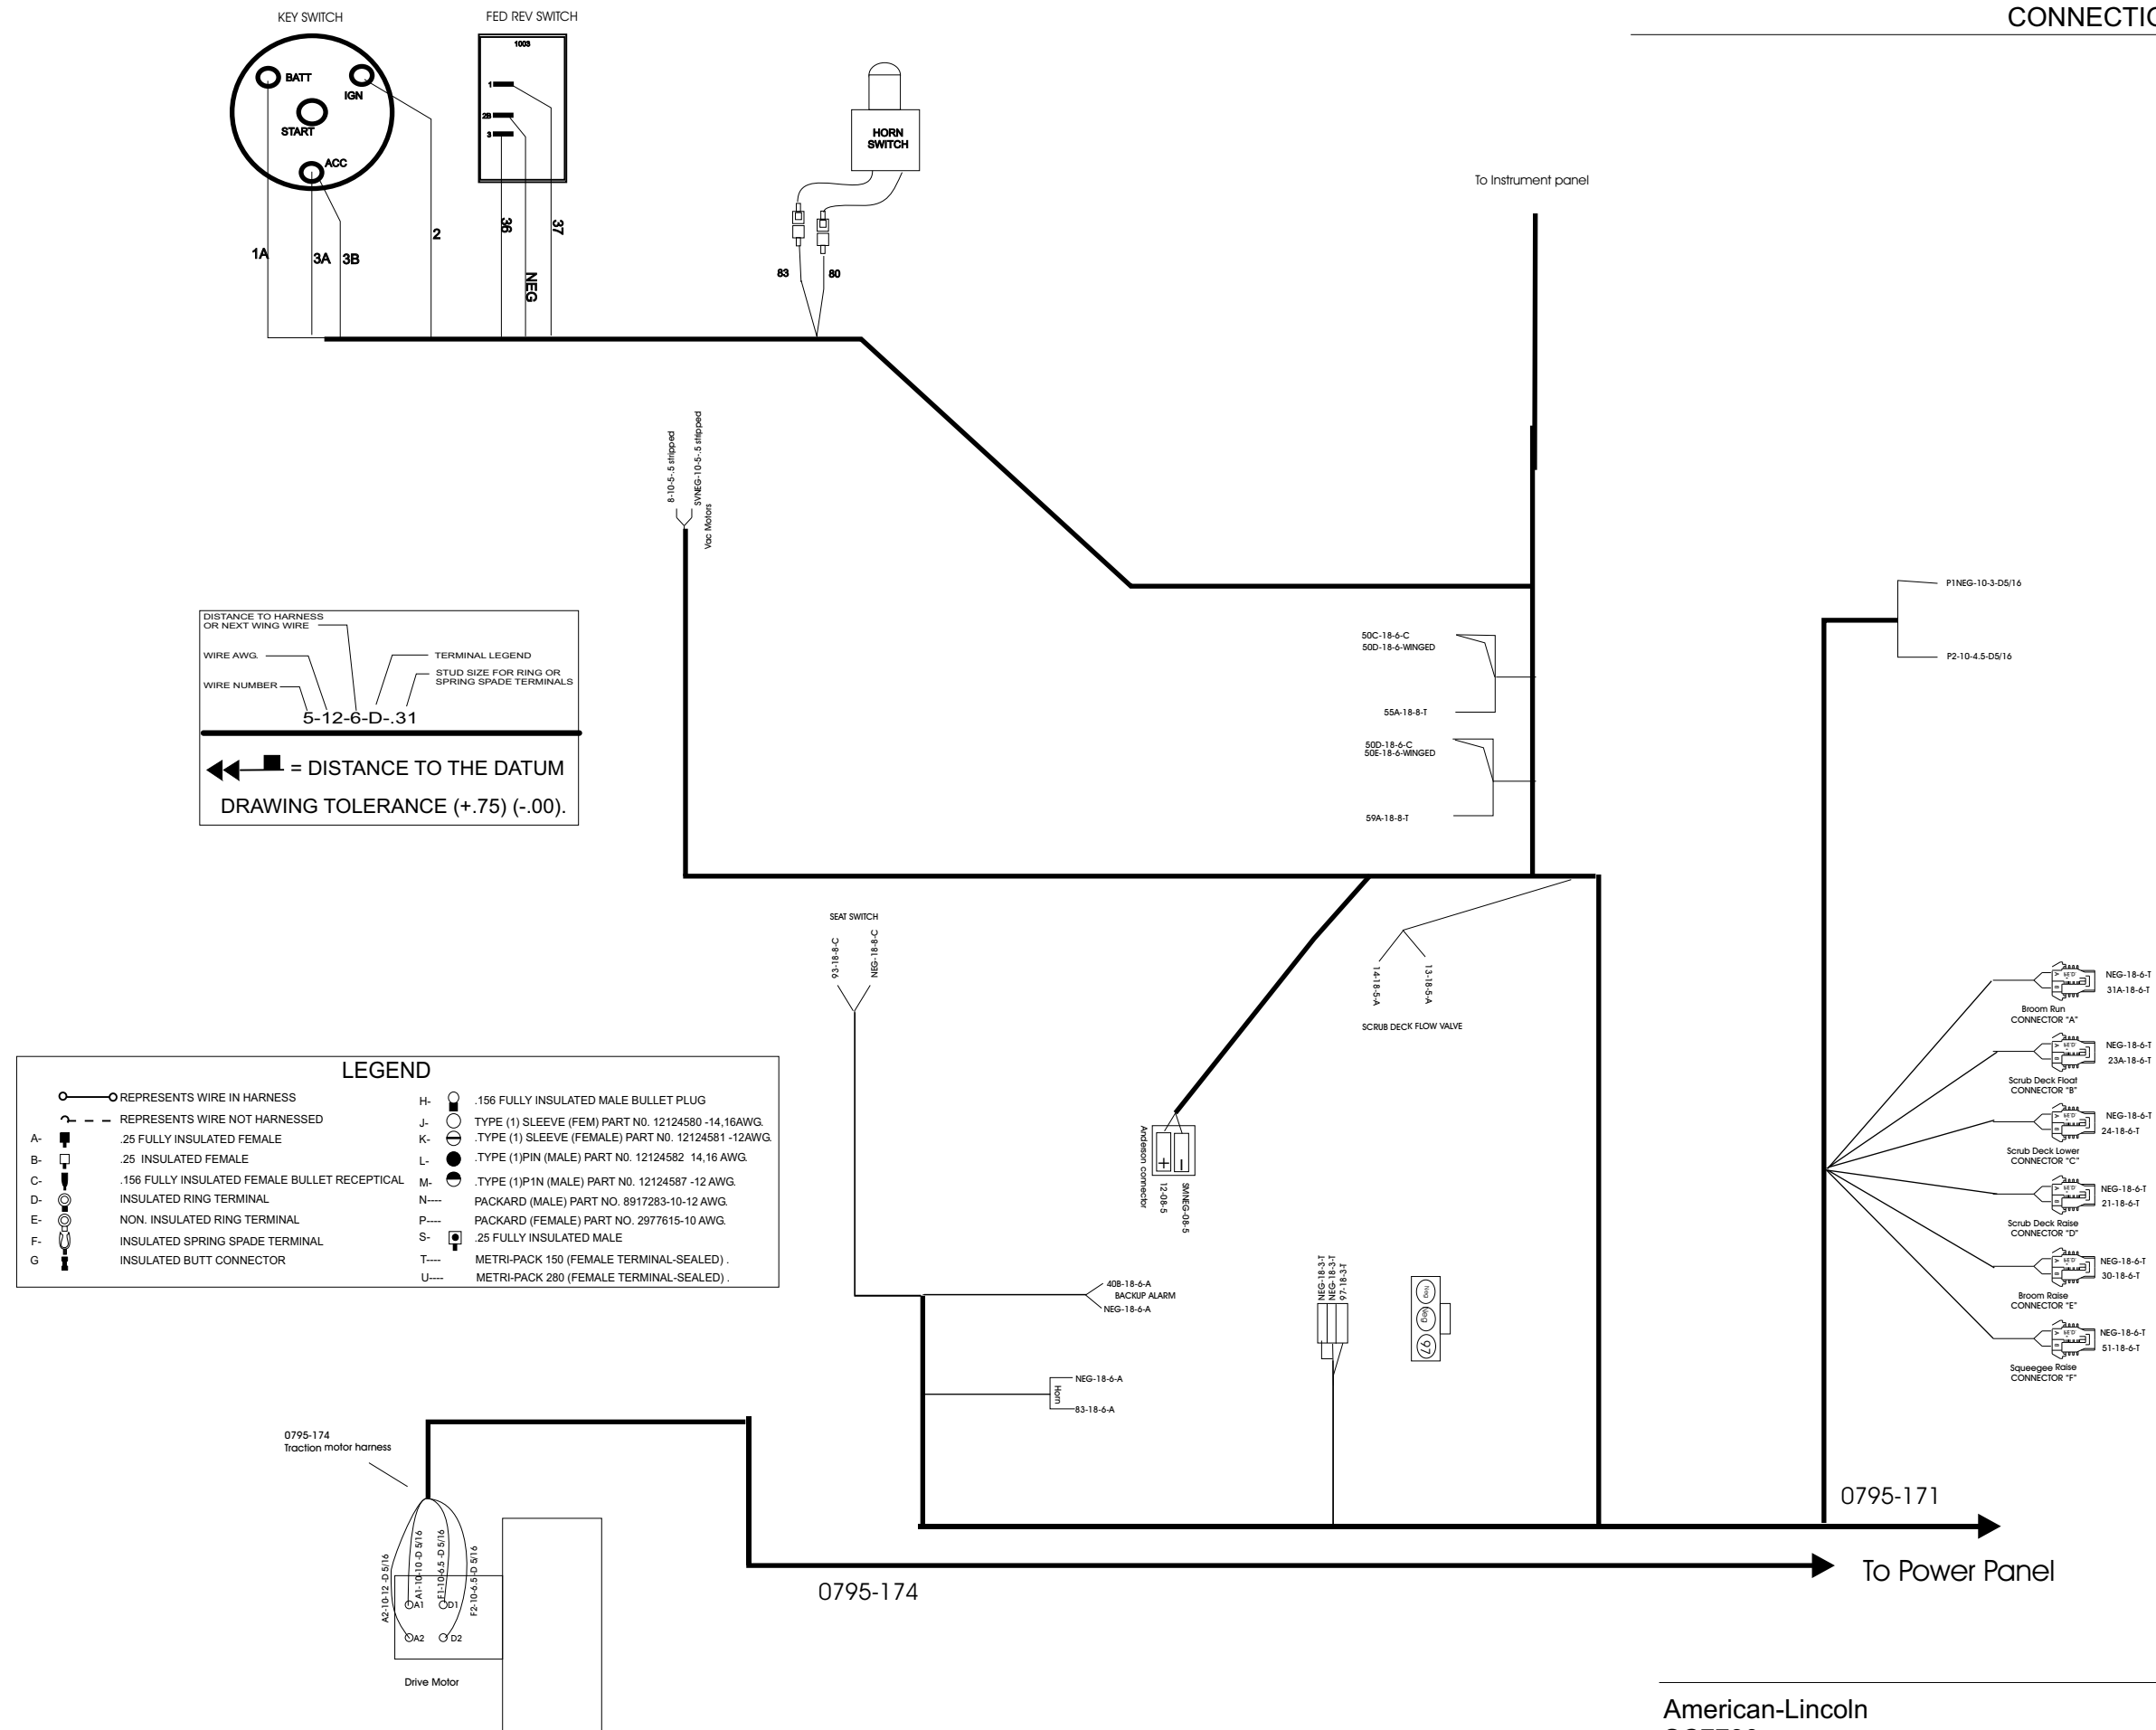 CONNECTIO
KEY SWITCH
FED REV SWITCH
BATT
IGN
START
ACC
1003
1
2B
3
1A
3A
3B
2
36
NEG
37
HORN
SWITCH
83
80
To Instrument panel
8-10-5-.5 stripped
SVNEG-10-5-.5 stripped
Vac Motors
DISTANCE TO HARNESS
OR NEXT WING WIRE
WIRE AWG.
WIRE NUMBER
TERMINAL LEGEND
STUD SIZE FOR RING OR
SPRING SPADE TERMINALS
5-12-6-D-.31
= DISTANCE TO THE DATUM
DRAWING TOLERANCE (+.75) (-.00).
50C-18-6-C
50D-18-6-WINGED
55A-18-8-T
50D-18-6-C
50E-18-6-WINGED
59A-18-8-T
P1NEG-10-3-D5/16
P2-10-4.5-D5/16
SEAT SWITCH
93-18-8-C
NEG-18-8-C
14-18-5-A
13-18-5-A
SCRUB DECK FLOW VALVE
NEG-18-6-T
31A-18-6-T
Broom Run
CONNECTOR "A"
NEG-18-6-T
23A-18-6-T
Scrub Deck Float
CONNECTOR "B"
NEG-18-6-T
24-18-6-T
Scrub Deck Lower
CONNECTOR "C"
NEG-18-6-T
21-18-6-T
Scrub Deck Raise
CONNECTOR "D"
NEG-18-6-T
30-18-6-T
Broom Raise
CONNECTOR "E"
NEG-18-6-T
51-18-6-T
Squeegee Raise
CONNECTOR "F"
LEGEND
REPRESENTS WIRE IN HARNESS
REPRESENTS WIRE NOT HARNESSED
A- .25 FULLY INSULATED FEMALE
B- .25 INSULATED FEMALE
C- .156 FULLY INSULATED FEMALE BULLET RECEPTICAL
D- INSULATED RING TERMINAL
E- NON. INSULATED RING TERMINAL
F- INSULATED SPRING SPADE TERMINAL
G INSULATED BUTT CONNECTOR
H- .156 FULLY INSULATED MALE BULLET PLUG
J- TYPE (1) SLEEVE (FEM) PART N0. 12124580 -14,16AWG.
K- .TYPE (1) SLEEVE (FEMALE) PART N0. 12124581 -12AWG.
L- .TYPE (1)PIN (MALE) PART N0. 12124582 14,16 AWG.
M- .TYPE (1)P1N (MALE) PART N0. 12124587 -12 AWG.
N---- PACKARD (MALE) PART NO. 8917283-10-12 AWG.
P---- PACKARD (FEMALE) PART NO. 2977615-10 AWG.
S- .25 FULLY INSULATED MALE
T---- METRI-PACK 150 (FEMALE TERMINAL-SEALED) .
U---- METRI-PACK 280 (FEMALE TERMINAL-SEALED) .
Anderson connector
+
-
12-08-5
SMNEG-08-5
40B-18-6-A
BACKUP ALARM
NEG-18-6-A
NEG-18-3-T
NEG-18-3-T
97-18-3-T
Neg
Neg
97
Horn
NEG-18-6-A
83-18-6-A
0795-174
Traction motor harness
A2-10-12 -D 5/16
A1-10-10 -D 5/16
F1-10-6.5 -D 5/16
F2-10-6.5 -D 5/16
A1
D1
A2
D2
Drive Motor
0795-171
0795-174
To Power Panel
American-Lincoln